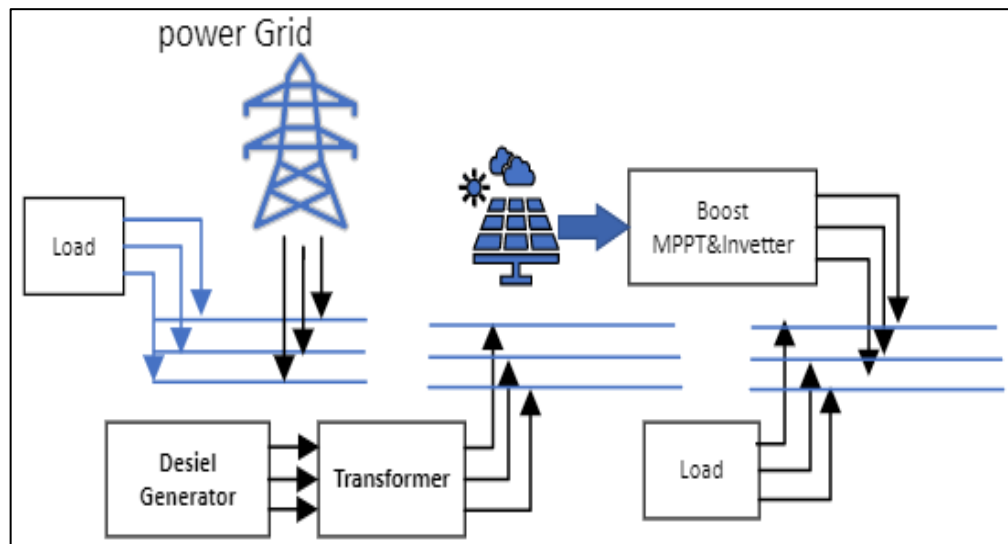 power Grid
Load
Boost
MPPT&Invetter
Desiel
Generator
Transformer
Load